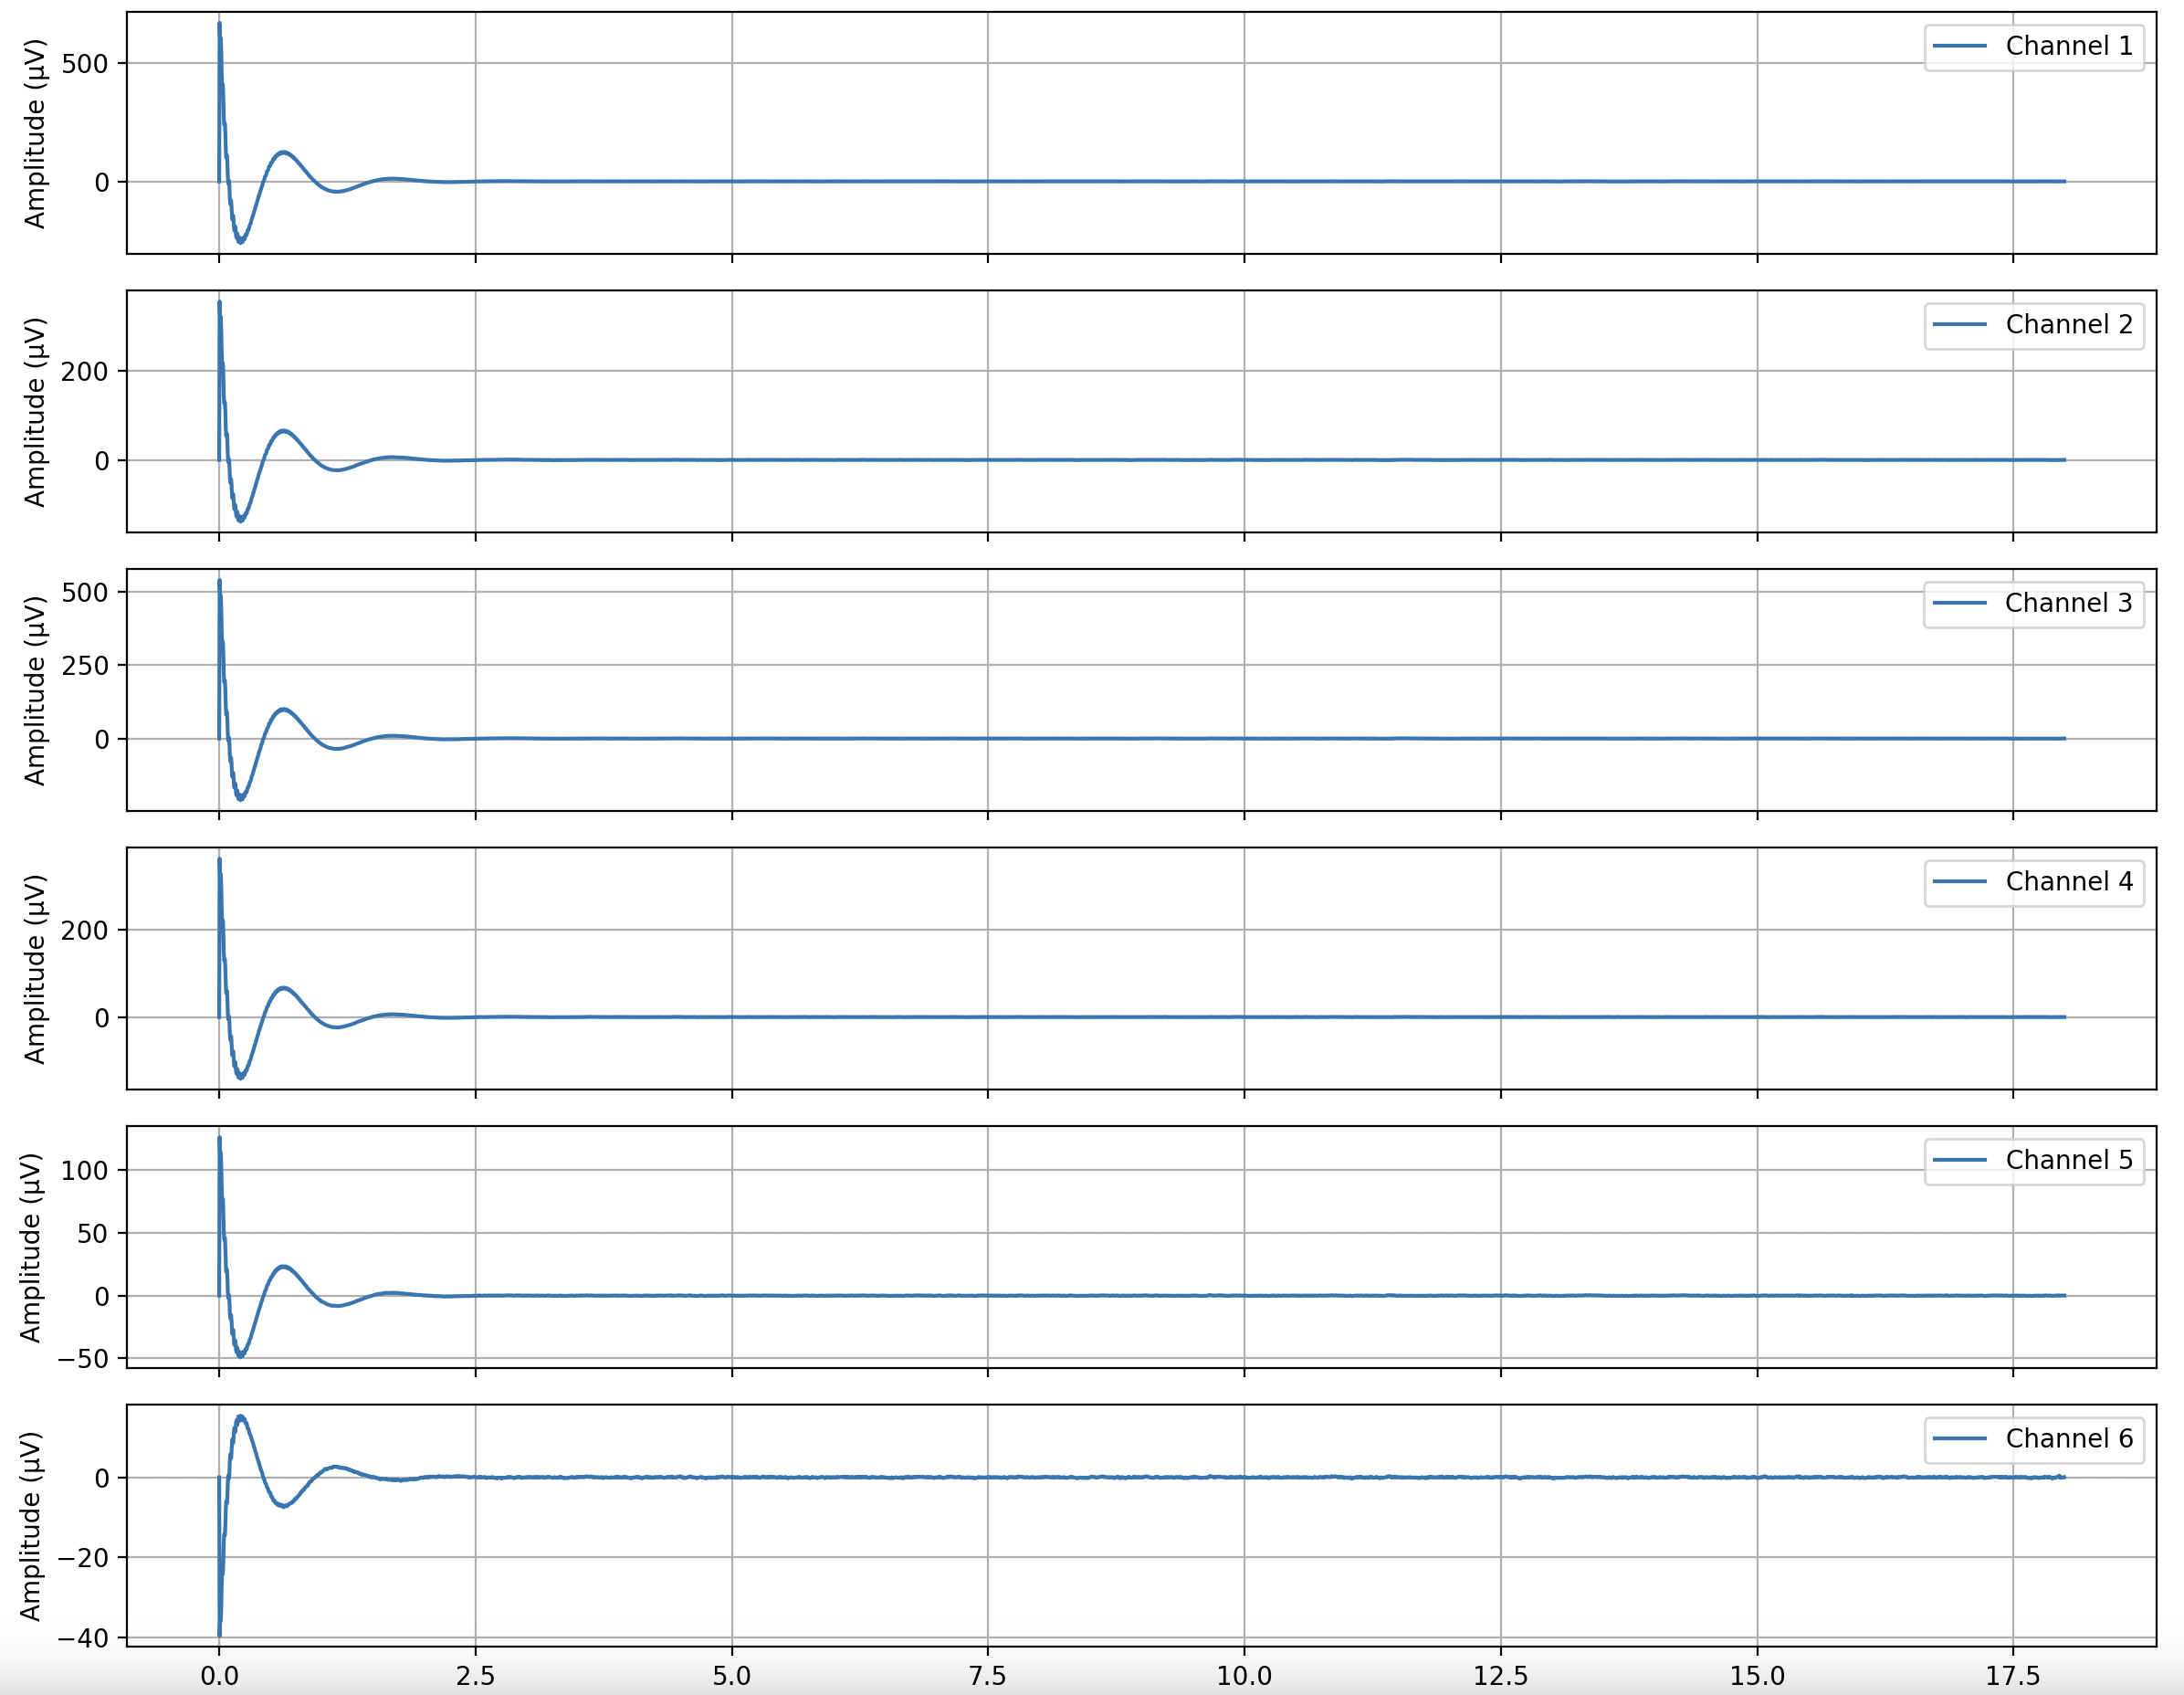 Amplitude (µV)
500
0
Channel 1
Amplitude (µV)
200
0
Channel 2
Amplitude (µV)
500
250
0
Channel 3
Amplitude (µV)
200
0
Channel 4
Amplitude (µV)
100
50
0
−50
Channel 5
Amplitude (µV)
0
−20
−40
Channel 6
0.0 2.5 5.0 7.5 10.0 12.5 15.0 17.5